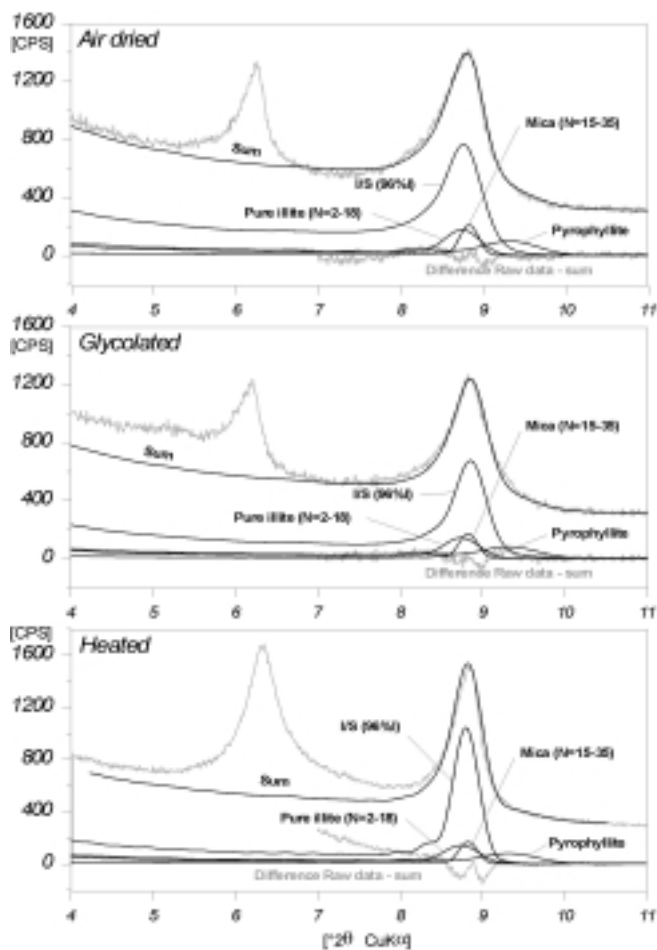 1600
[CPS]
Air dried
1200
Mica (N=15-35)
800
Sum
I/S (96%I)
400
Pure illite (N=2-18)
Pyrophyllite
0
Difference Raw data - sum
4 5 6 7 8 9 10 11
1600
[CPS]
Glycolated
1200
Mica (N=15-35)
800
Sum
I/S (96%I)
400
Pure illite (N=2-18)
Pyrophyllite
0
Difference Raw data - sum
4 5 6 7 8 9 10 11
[CPS]
1600
Heated
1200
I/S (96%I)
Mica (N=15-35)
800
Sum
400
Pure illite (N=2-18)
Pyrophyllite
0
Difference Raw data - sum
4 5 6 7 8 9 10 11
[°2θ CuKα]